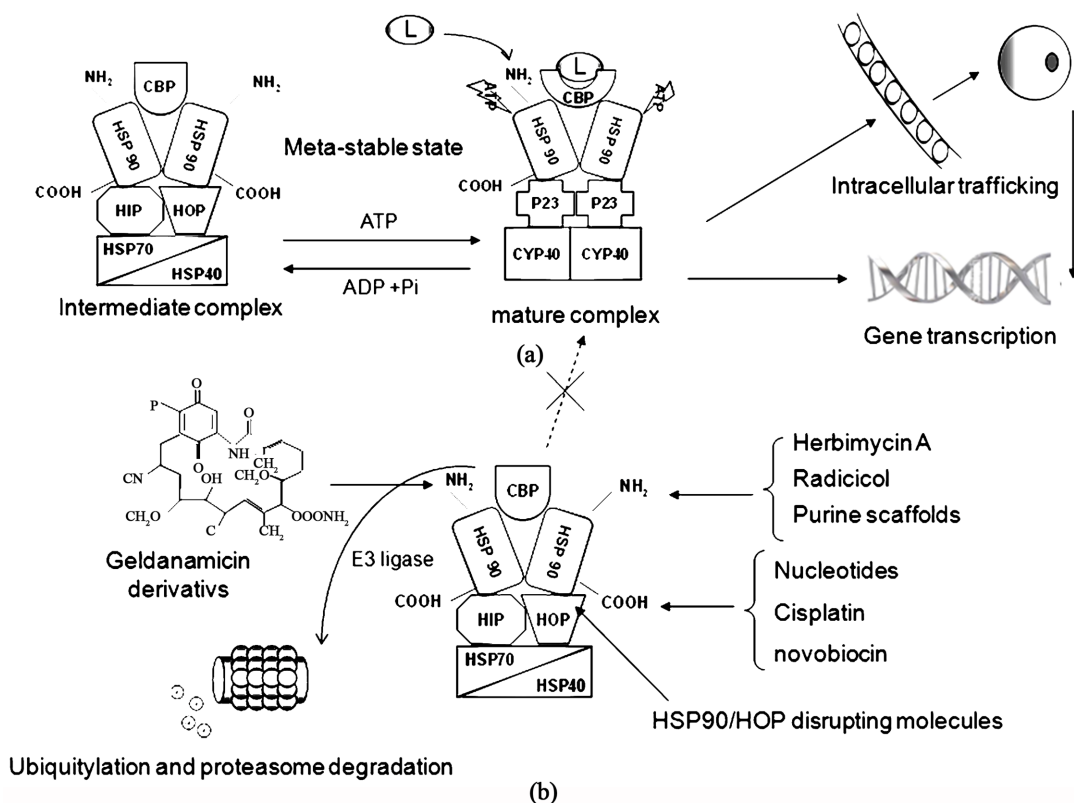 L
NH2
CBP
NH2
HSP 90
HSP 90
COOH
COOH
HIP
HOP
HSP70
HSP40
Intermediate complex
Meta-stable state
ATP
ADP +Pi
NH2
L
CBP
ATP
ATP
HSP 90
HSP 90
COOH
P23
P23
CYP40
CYP40
mature complex
Intracellular trafficking
Gene transcription
(a)
O
P
O
NH
O
CH2
CN
OH
CH2O
CH2O
C
CH2
OOONH2
Geldanamicin
derivativs
E3 ligase
NH2
CBP
NH2
HSP 90
HSP 90
COOH
COOH
HIP
HOP
HSP70
HSP40
Herbimycin A
Radicicol
Purine scaffolds
Nucleotides
Cisplatin
novobiocin
HSP90/HOP disrupting molecules
Ubiquitylation and proteasome degradation
(b)